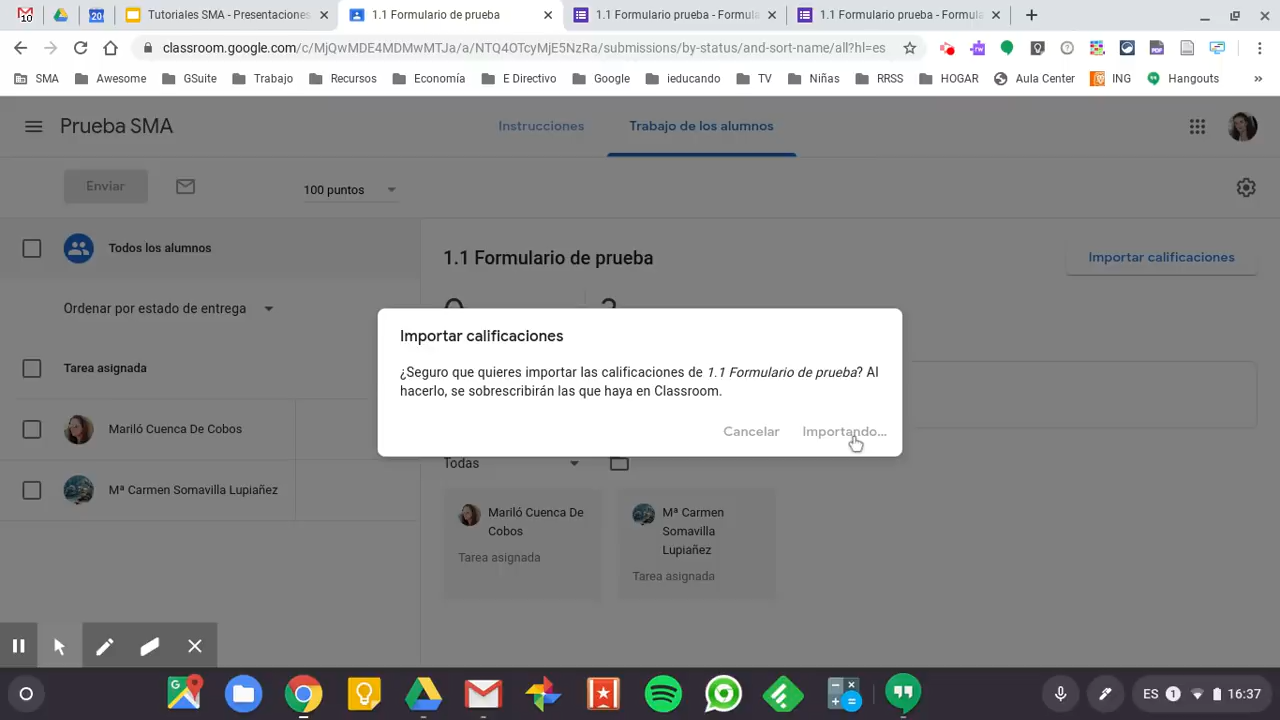 10
20
Tutoriales SMA - Presentaciones
1.1 Formulario de prueba
1.1 Formulario prueba - Formula
1.1 Formulario prueba - Formula
classroom.google.com/c/MjQwMDE4MDMwMTJa/a/NTQ4OTcyMjE5NzRa/submissions/by-status/and-sort-name/all?hl=es
SMA
Awesome
GSuite
Trabajo
Recursos
Economía
E Directivo
Google
ieducando
TV
Niñas
RRSS
HOGAR
Aula Center
ING
Hangouts
»
Prueba SMA
Instrucciones
Trabajo de los alumnos
Enviar
100 puntos
Todos los alumnos
1.1 Formulario de prueba
Importar calificaciones
Ordenar por estado de entrega
Tarea asignada
Mariló Cuenca De Cobos
Mª Carmen Somavilla Lupiañez
Importar calificaciones
¿Seguro que quieres importar las calificaciones de 1.1 Formulario de prueba? Al
hacerlo, se sobrescribirán las que haya en Classroom.
Cancelar
Importando...
Todas
Mariló Cuenca De
Cobos
Tarea asignada
Mª Carmen
Somavilla
Lupiañez
Tarea asignada
ES
1
16:37